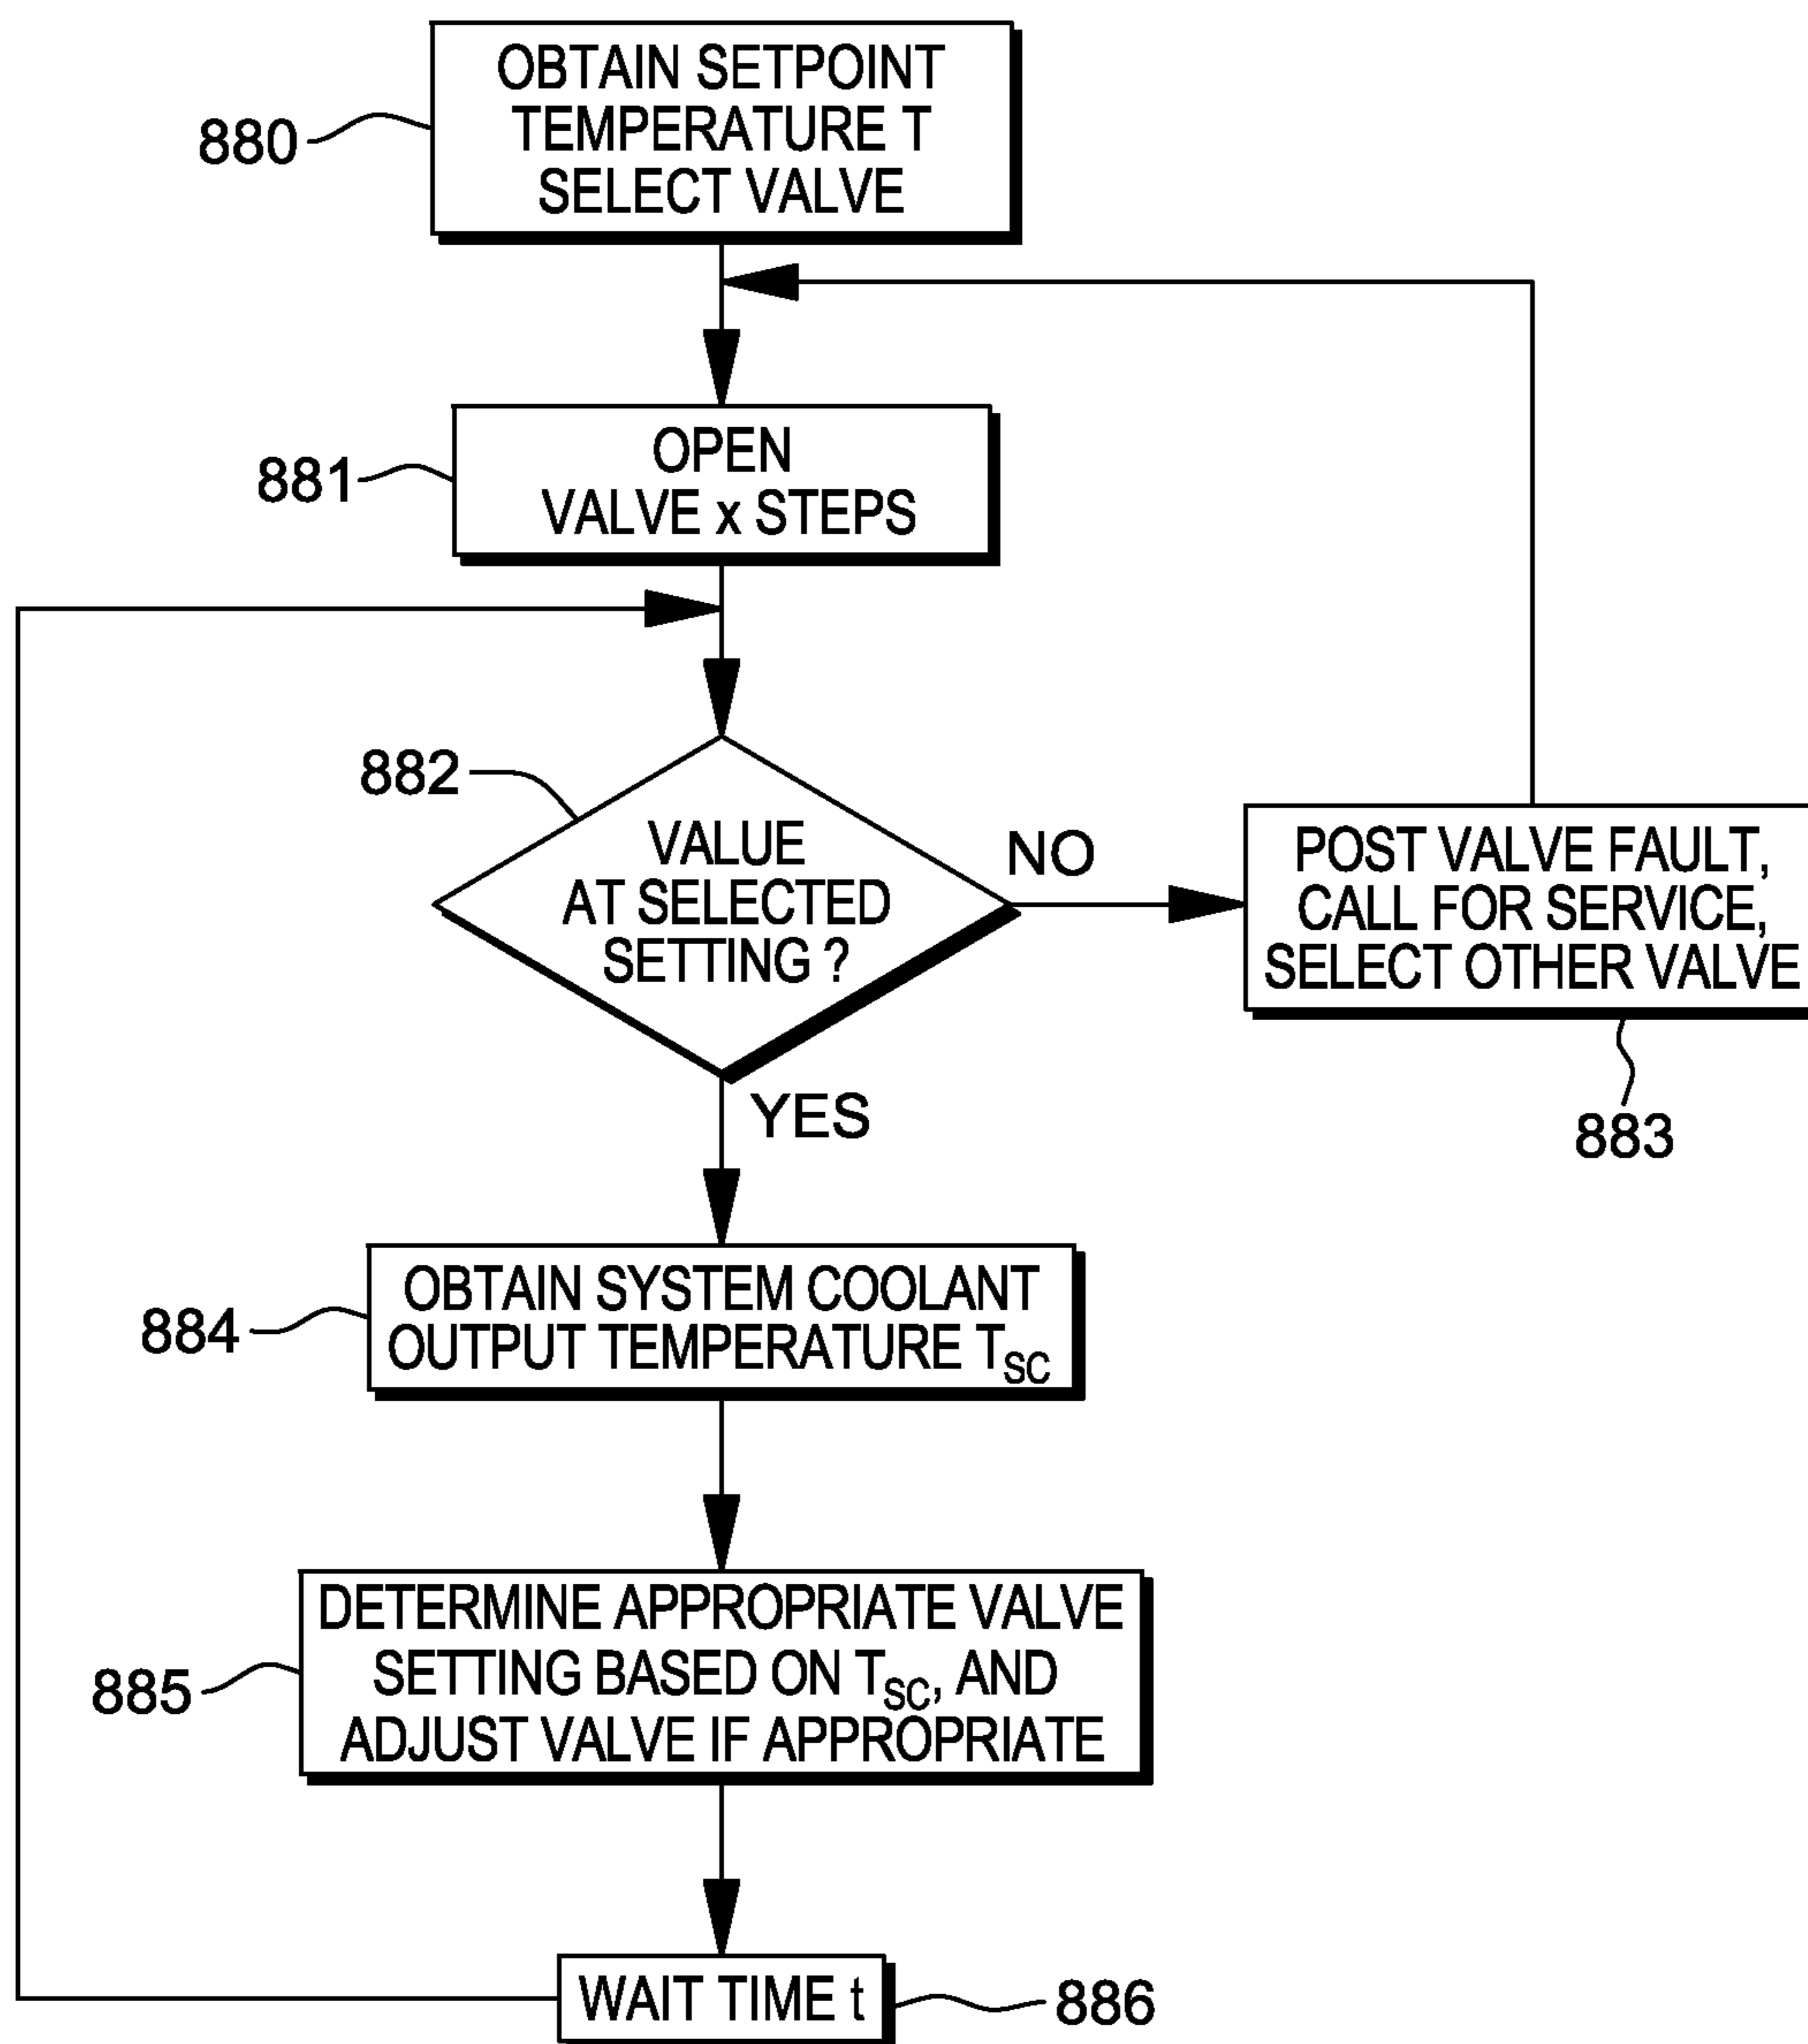 OBTAIN SETPOINT
TEMPERATURE T
SELECT VALVE
880
OPEN
VALVE x STEPS
881
882
VALUE
AT SELECTED
SETTING ?
NO
POST VALVE FAULT,
CALL FOR SERVICE,
SELECT OTHER VALVE
883
YES
OBTAIN SYSTEM COOLANT
OUTPUT TEMPERATURE TSC
884
DETERMINE APPROPRIATE VALVE
SETTING BASED ON TSC, AND
ADJUST VALVE IF APPROPRIATE
885
WAIT TIME t
886